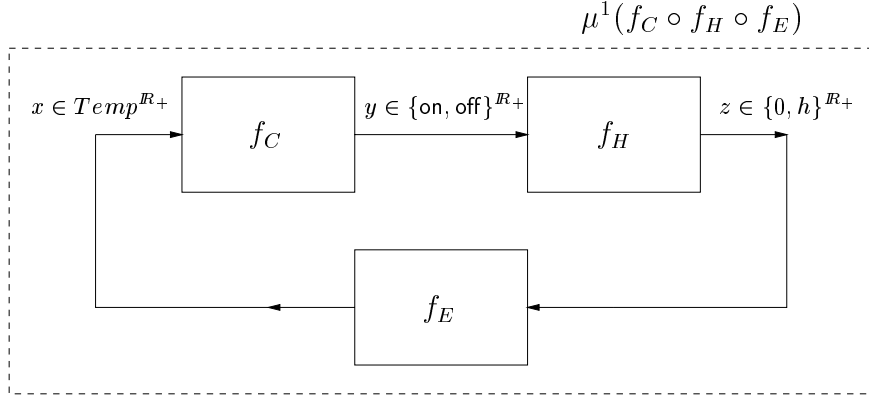 μ¹(f_C ∘ f_H ∘ f_E)
x ∈ Temp^{ℝ₊}
y ∈ {on, off}^{ℝ₊}
z ∈ {0, h}^{ℝ₊}
f_C
f_H
f_E